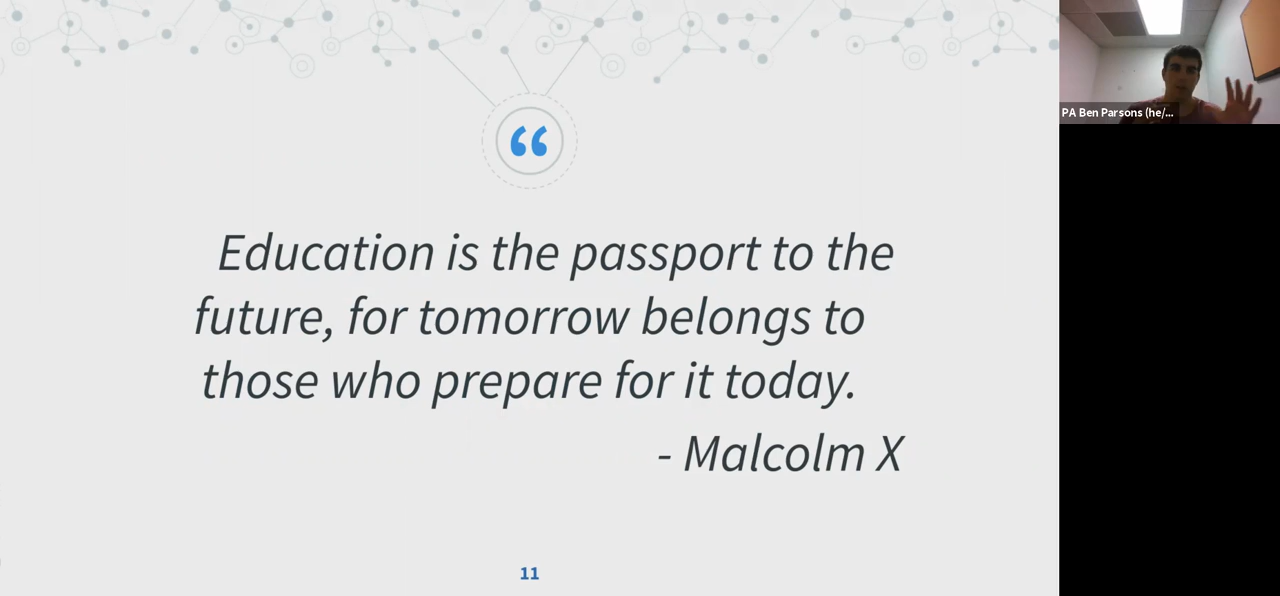 “
Education is the passport to the
future, for tomorrow belongs to
those who prepare for it today.
- Malcolm X
11
PA Ben Parsons (he/...